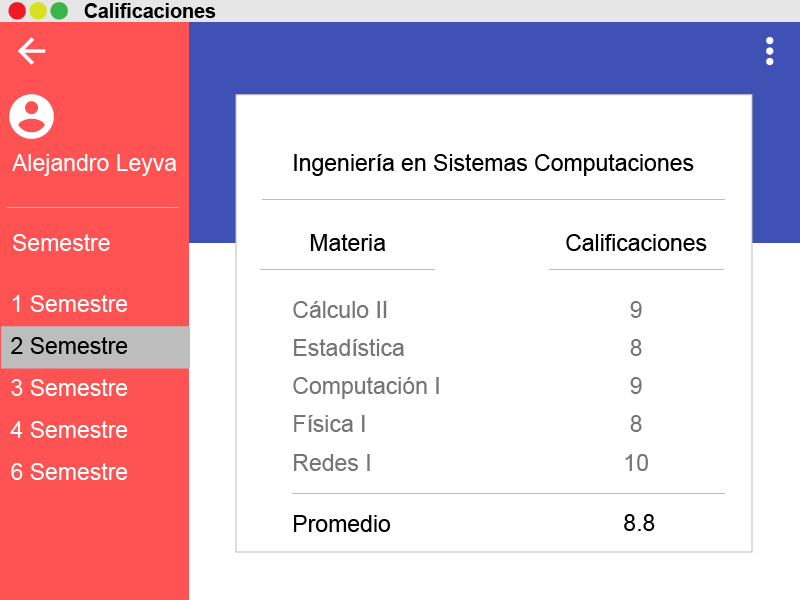 Calificaciones
Alejandro Leyva
Semestre
1 Semestre
2 Semestre
3 Semestre
4 Semestre
6 Semestre
Ingeniería en Sistemas Computaciones
Materia Calificaciones
Cálculo II 9
Estadística 8
Computación I 9
Física I 8
Redes I 10
Promedio 8.8